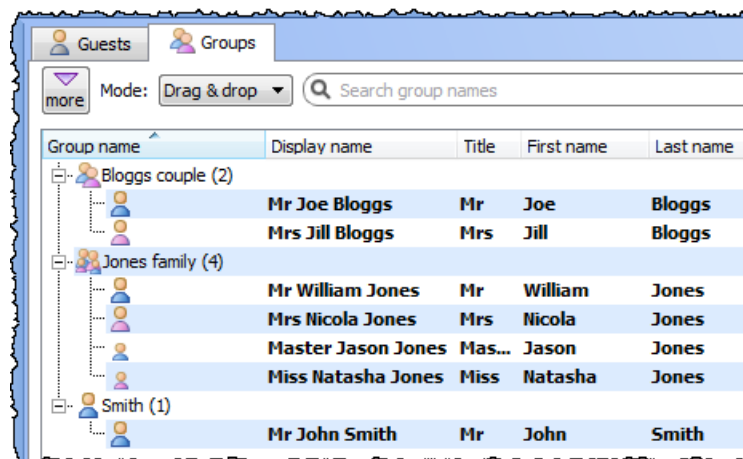 Guests Groups
more Mode: Drag & drop Search group names
Group name Display name Title First name Last name
Bloggs couple (2)
Mr Joe Bloggs Mr Joe Bloggs
Mrs Jill Bloggs Mrs Jill Bloggs
Jones family (4)
Mr William Jones Mr William Jones
Mrs Nicola Jones Mrs Nicola Jones
Master Jason Jones Mas... Jason Jones
Miss Natasha Jones Miss Natasha Jones
Smith (1)
Mr John Smith Mr John Smith